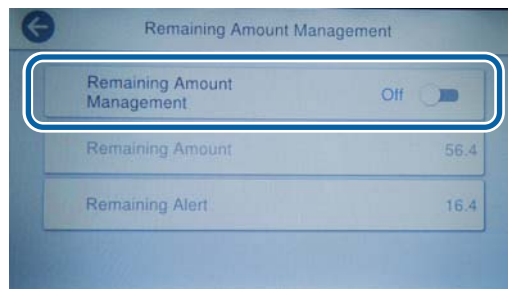 Remaining Amount Management
Remaining Amount
Management
Off
Remaining Amount
56.4
Remaining Alert
16.4